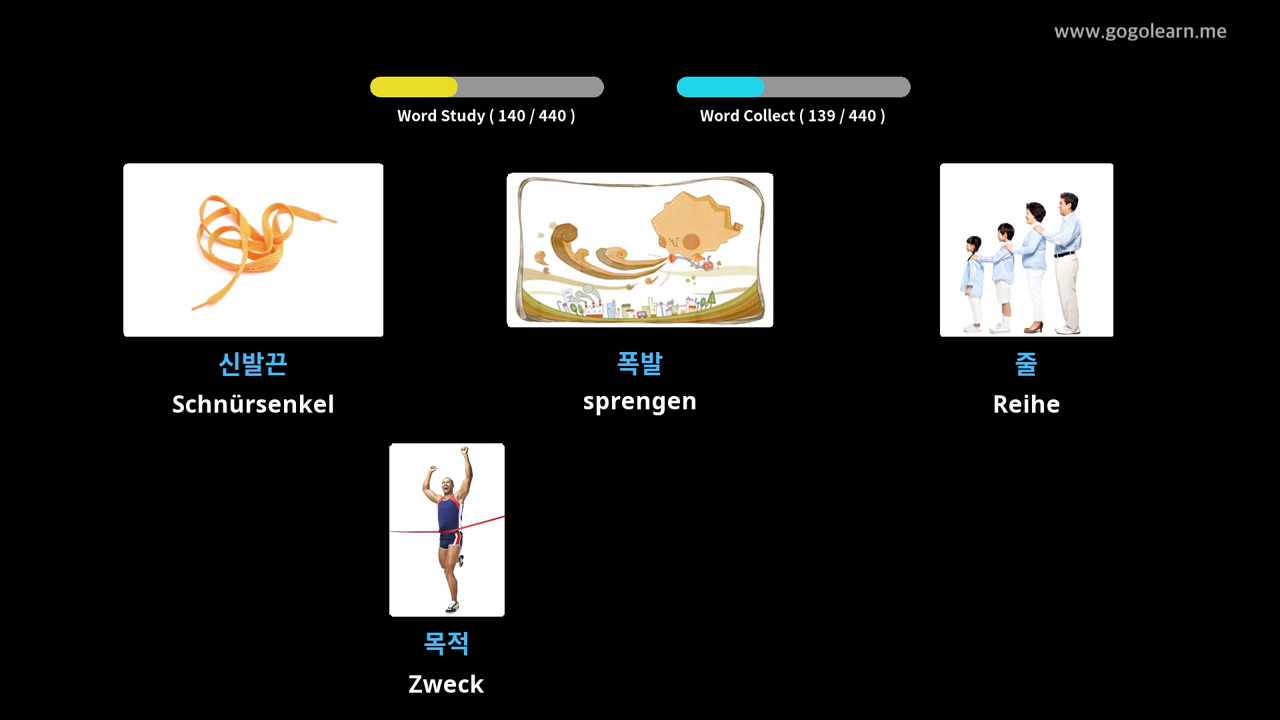 www.gogolearn.me
Word Study ( 140 / 440 )
Word Collect ( 139 / 440 )
신발끈
Schnürsenkel
폭발
sprengen
줄
Reihe
목적
Zweck